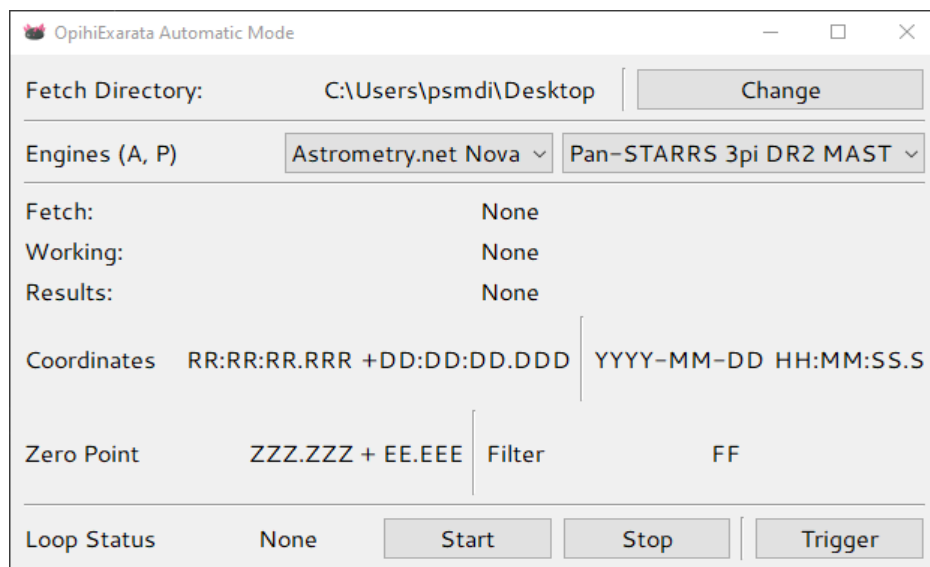 OpihiExarata Automatic Mode
Fetch Directory: C:\Users\psmdi\Desktop Change
Engines (A, P) Astrometry.net Nova Pan-STARRS 3pi DR2 MAST
Fetch: None
Working: None
Results: None
Coordinates RR:RR:RR.RRR +DD:DD:DD.DDD YYYY-MM-DD HH:MM:SS.S
Zero Point ZZZ.ZZZ + EE.EEE Filter FF
Loop Status None Start Stop Trigger